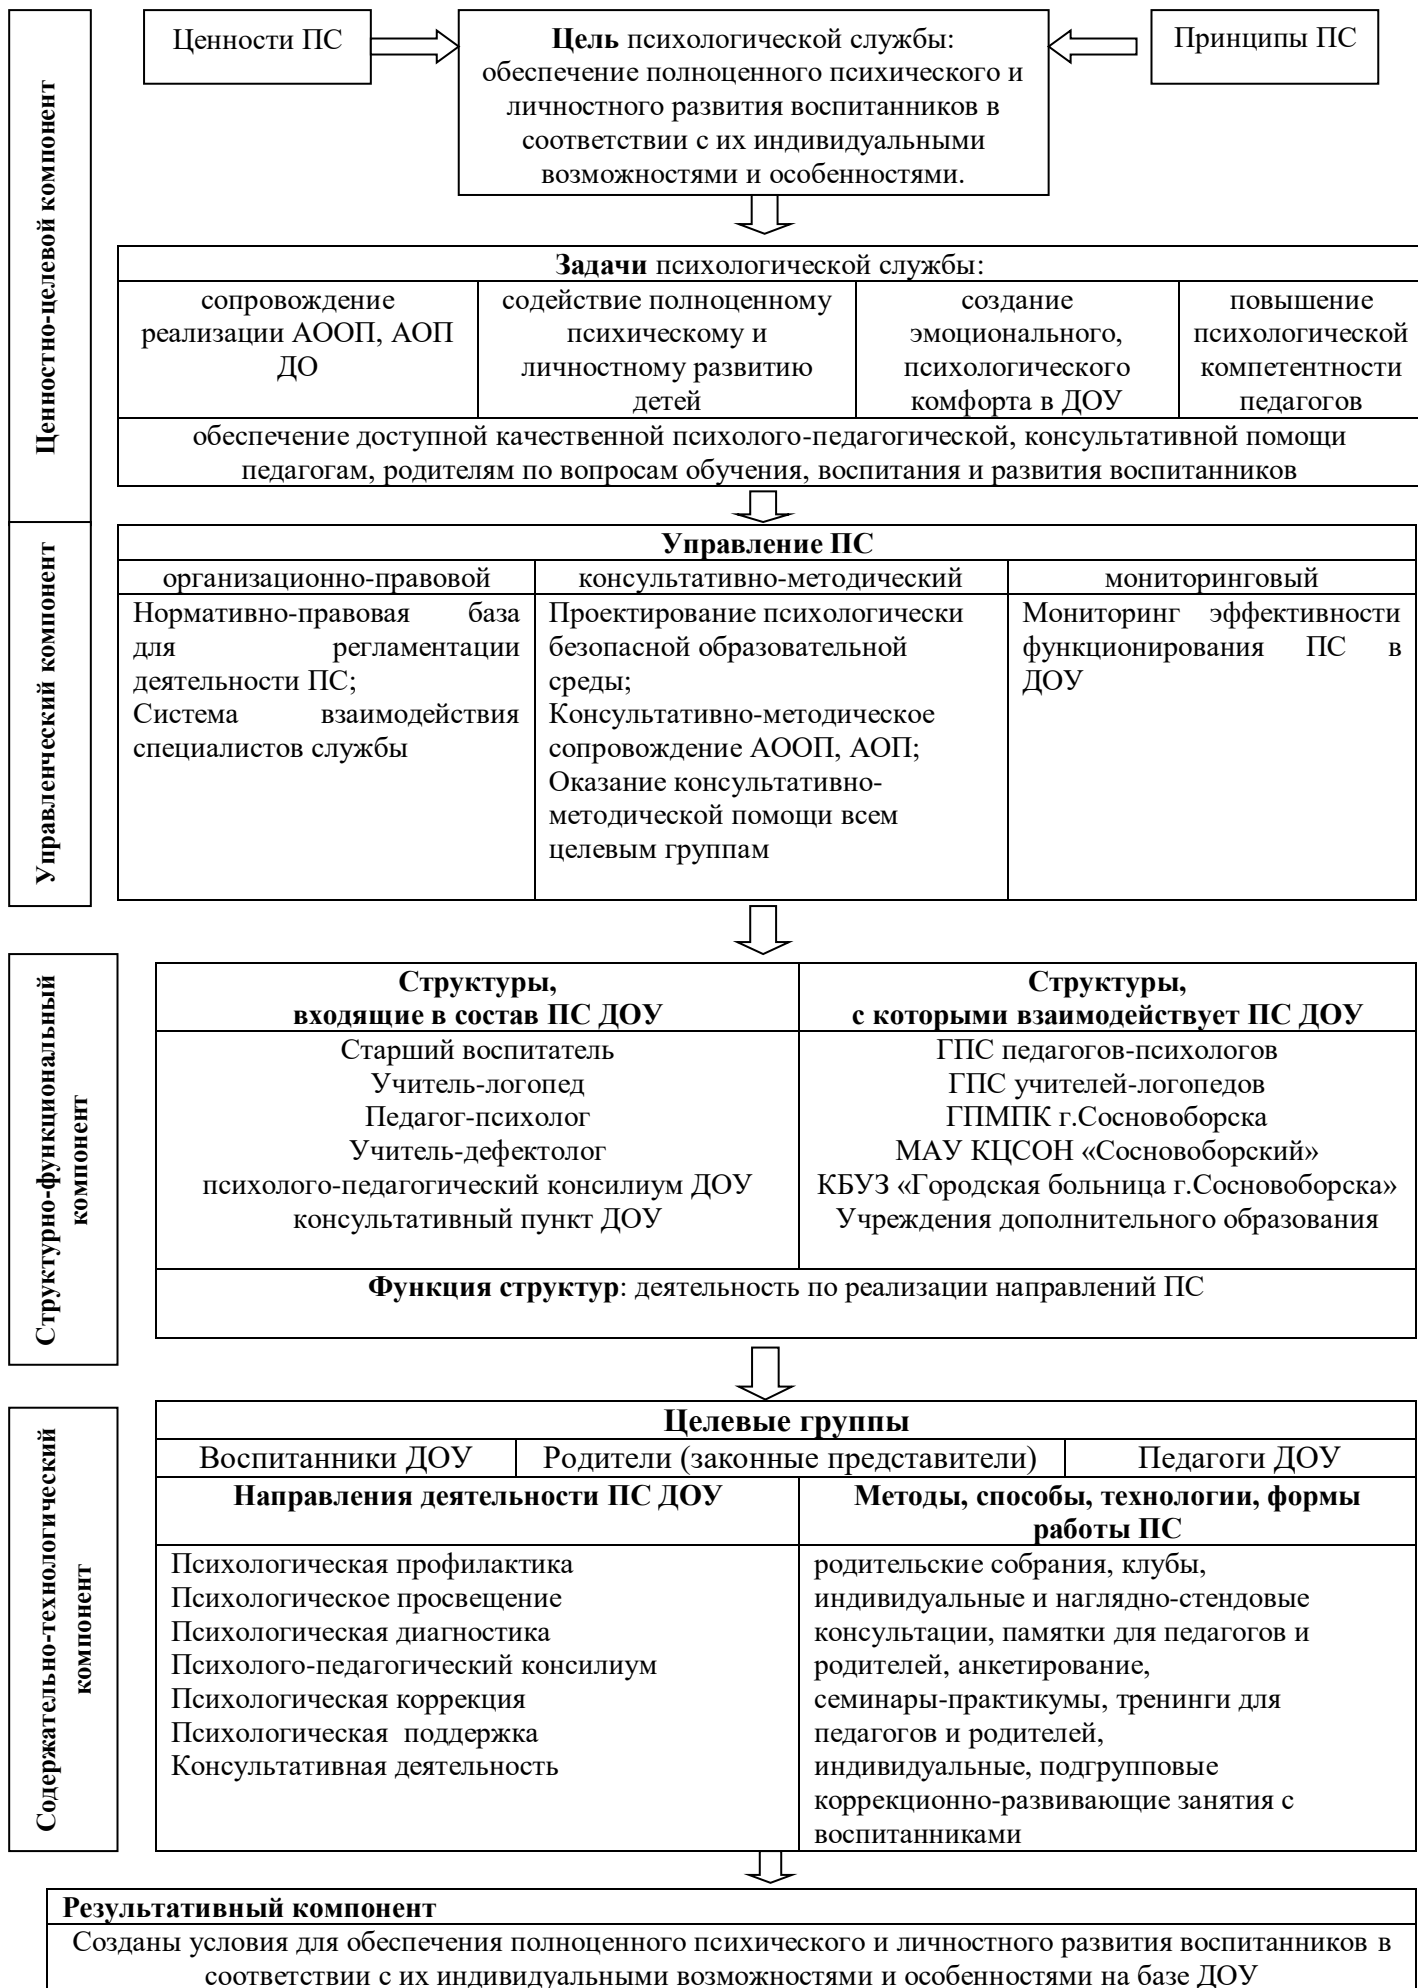 Ценностно-целевой компонент
Ценности ПС
Цель психологической службы:
обеспечение полноценного психического и
личностного развития воспитанников в
соответствии с их индивидуальными
возможностями и особенностями.
Принципы ПС
Задачи психологической службы:
сопровождение
реализации АООП, АОП
ДО
содействие полноценному
психическому и
личностному развитию
детей
создание
эмоционального,
психологического
комфорта в ДОУ
повышение
психологической
компетентности
педагогов
обеспечение доступной качественной психолого-педагогической, консультативной помощи
педагогам, родителям по вопросам обучения, воспитания и развития воспитанников
Управленческий компонент
Управление ПС
организационно-правовой
консультативно-методический
мониторинговый
Нормативно-правовая база
для регламентации
деятельности ПС;
Система взаимодействия
специалистов службы
Проектирование психологически
безопасной образовательной
среды;
Консультативно-методическое
сопровождение АООП, АОП;
Оказание консультативно-
методической помощи всем
целевым группам
Мониторинг эффективности
функционирования ПС в
ДОУ
Структурно-функциональный
компонент
Структуры,
входящие в состав ПС ДОУ
Структуры,
с которыми взаимодействует ПС ДОУ
Старший воспитатель
Учитель-логопед
Педагог-психолог
Учитель-дефектолог
психолого-педагогический консилиум ДОУ
консультативный пункт ДОУ
ГПС педагогов-психологов
ГПС учителей-логопедов
ГПМПК г.Сосновоборска
МАУ КЦСОН «Сосновоборский»
КБУЗ «Городская больница г.Сосновоборска»
Учреждения дополнительного образования
Функция структур: деятельность по реализации направлений ПС
Содержательно-технологический
компонент
Целевые группы
Воспитанники ДОУ
Родители (законные представители)
Педагоги ДОУ
Направления деятельности ПС ДОУ
Методы, способы, технологии, формы
работы ПС
Психологическая профилактика
Психологическое просвещение
Психологическая диагностика
Психолого-педагогический консилиум
Психологическая коррекция
Психологическая поддержка
Консультативная деятельность
родительские собрания, клубы,
индивидуальные и наглядно-стендовые
консультации, памятки для педагогов и
родителей, анкетирование,
семинары-практикумы, тренинги для
педагогов и родителей,
индивидуальные, подгрупповые
коррекционно-развивающие занятия с
воспитанниками
Результативный компонент
Созданы условия для обеспечения полноценного психического и личностного развития воспитанников в
соответствии с их индивидуальными возможностями и особенностями на базе ДОУ